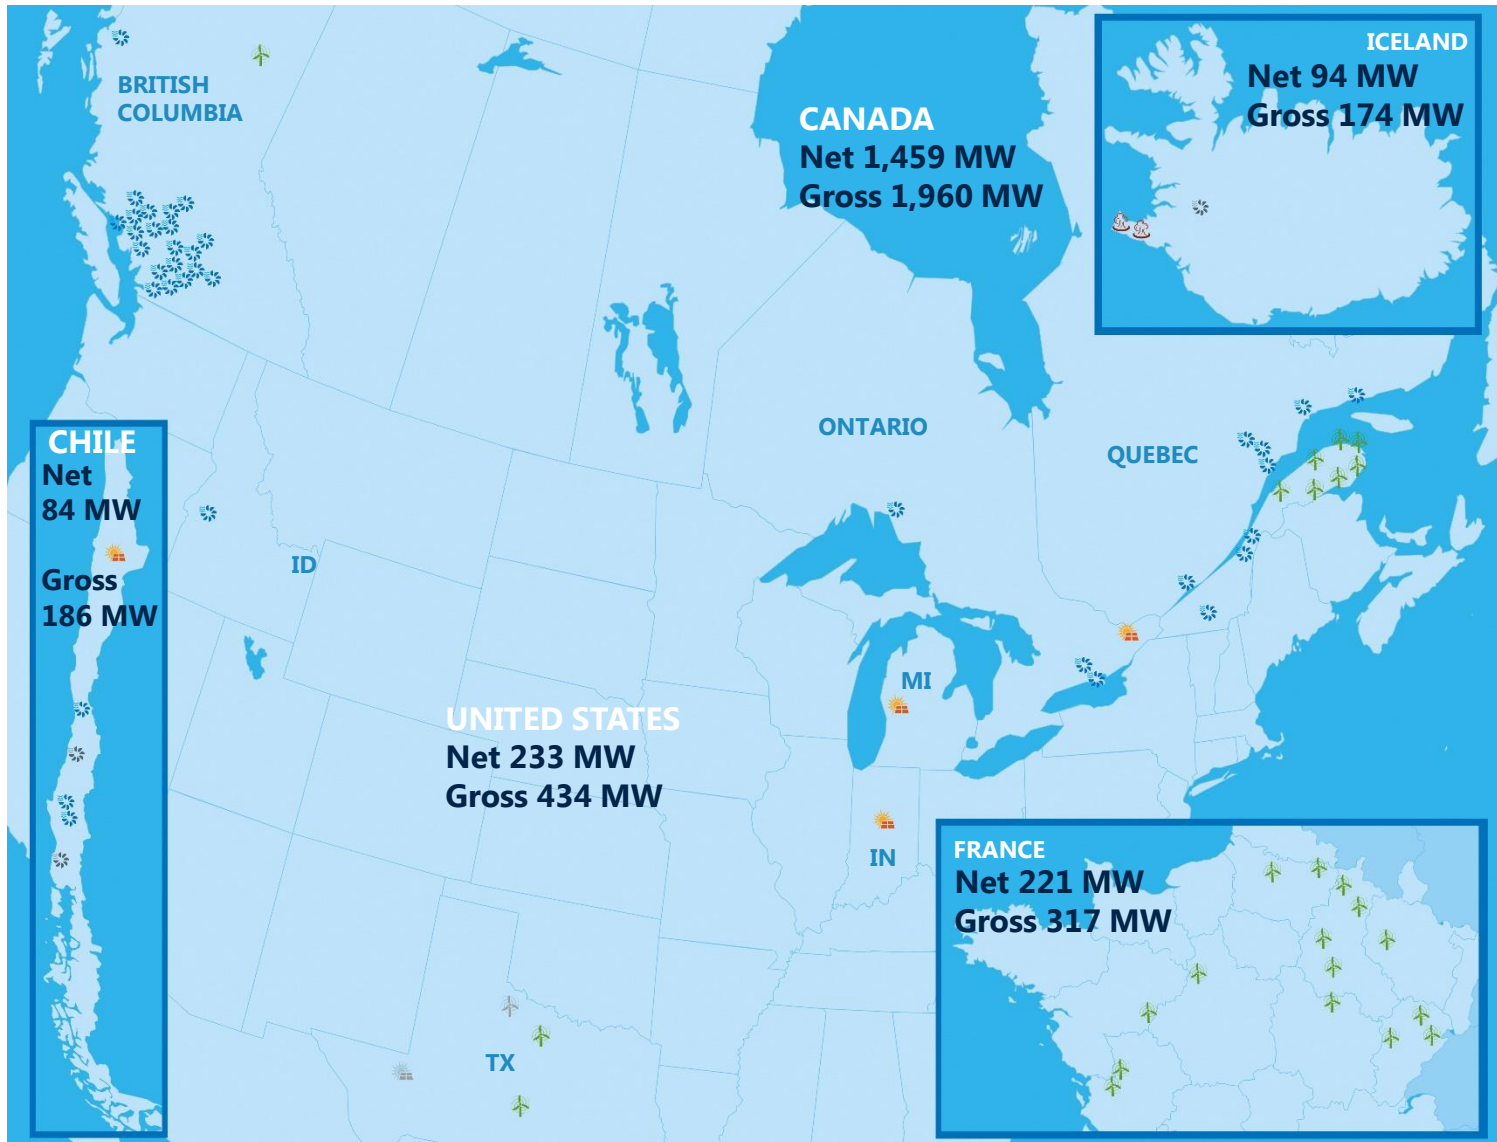 BRITISH
COLUMBIA
CANADA
Net 1,459 MW
Gross 1,960 MW
ICELAND
Net 94 MW
Gross 174 MW
ONTARIO
QUEBEC
CHILE
Net
84 MW
Gross
186 MW
ID
MI
UNITED STATES
Net 233 MW
Gross 434 MW
IN
TX
FRANCE
Net 221 MW
Gross 317 MW